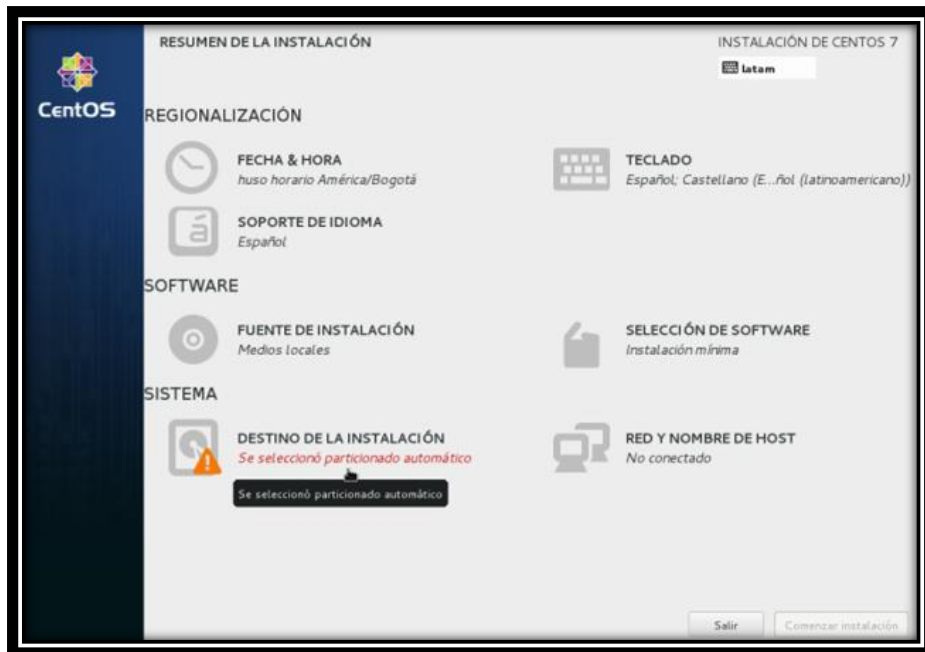 RESUMEN DE LA INSTALACIÓN
INSTALACIÓN DE CENTOS 7
latam
CentOS
REGIONALIZACIÓN
FECHA & HORA
huso horario América/Bogotá
TECLADO
Español; Castellano (E...ñol (latinoamericano))
á
SOPORTE DE IDIOMA
Español
SOFTWARE
FUENTE DE INSTALACIÓN
Medios locales
SELECCIÓN DE SOFTWARE
Instalación mínima
SISTEMA
DESTINO DE LA INSTALACIÓN
Se seleccionó particionado automático
RED Y NOMBRE DE HOST
No conectado
Se seleccionó particionado automático
Salir
Comenzar instalación